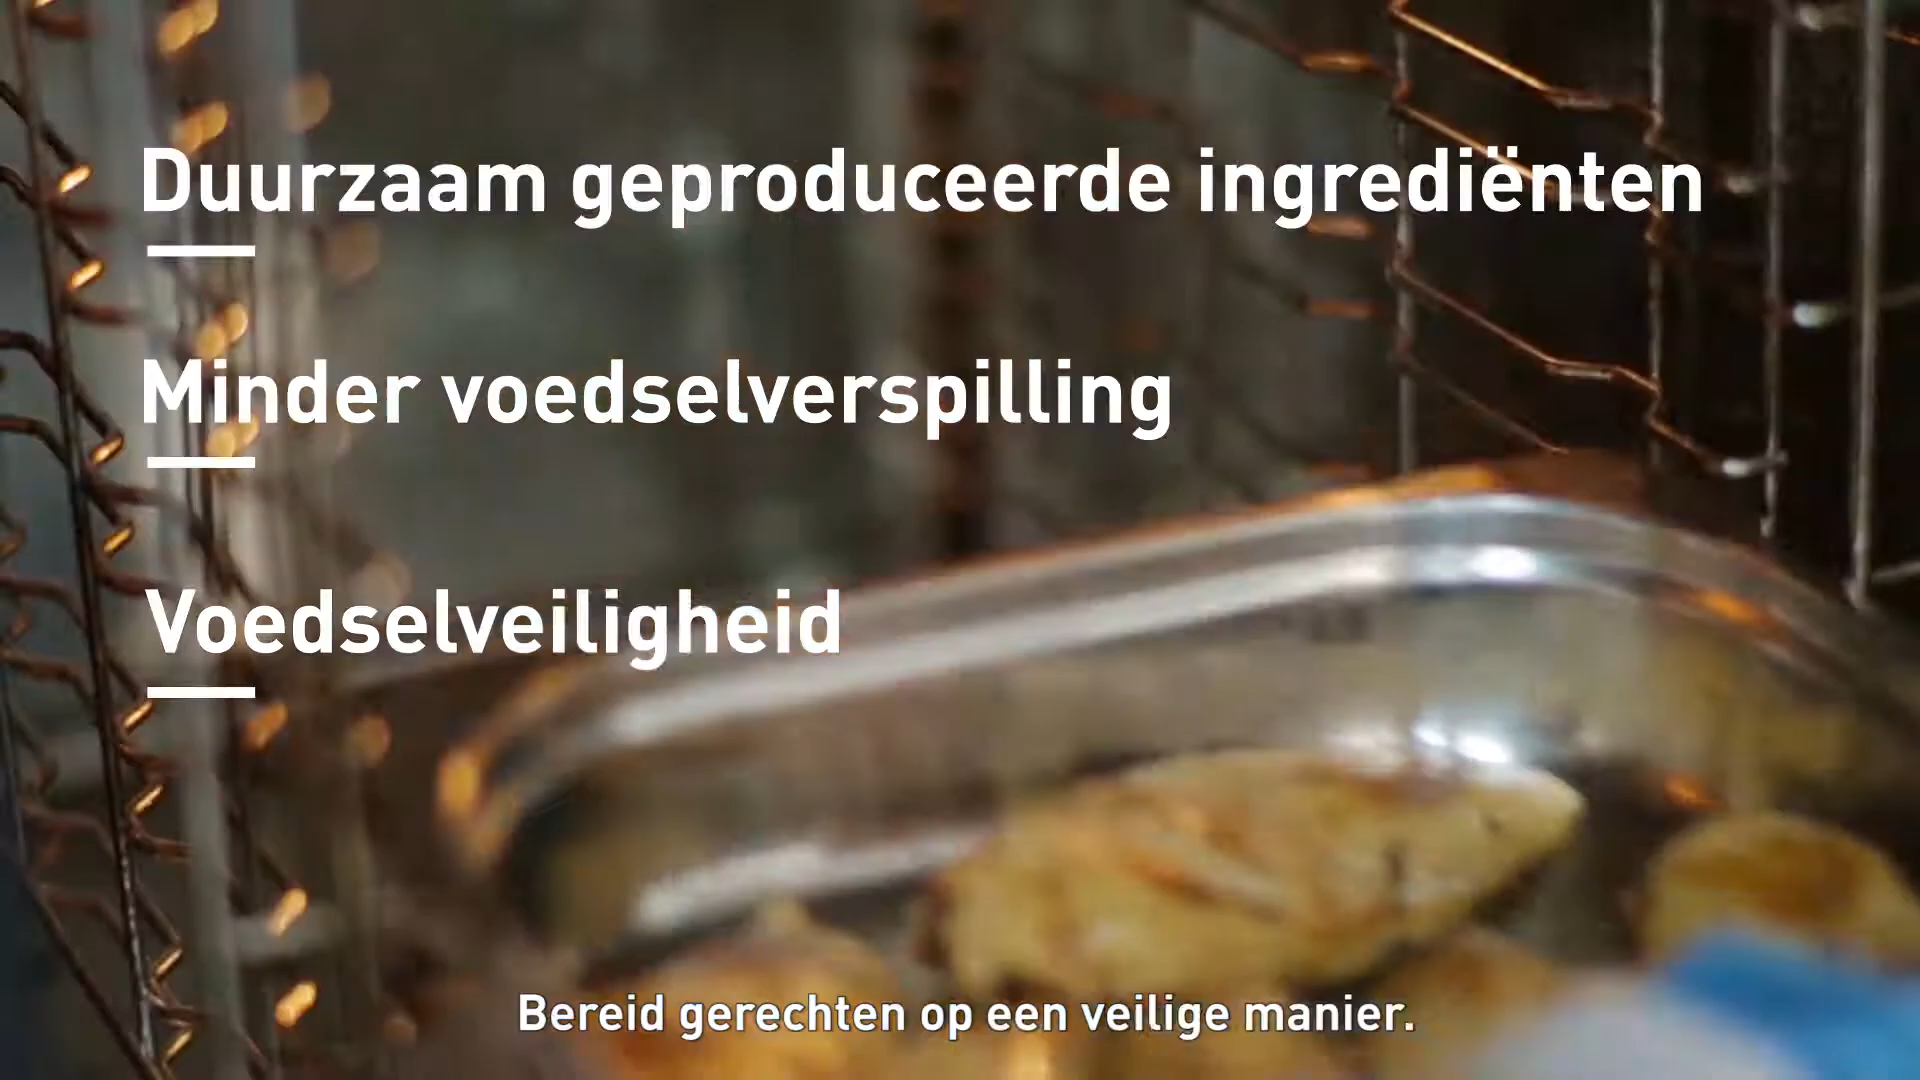 Duurzaam geproduceerde ingrediënten
Minder voedselverspilling
Voedselveiligheid
Bereid gerechten op een veilige manier.